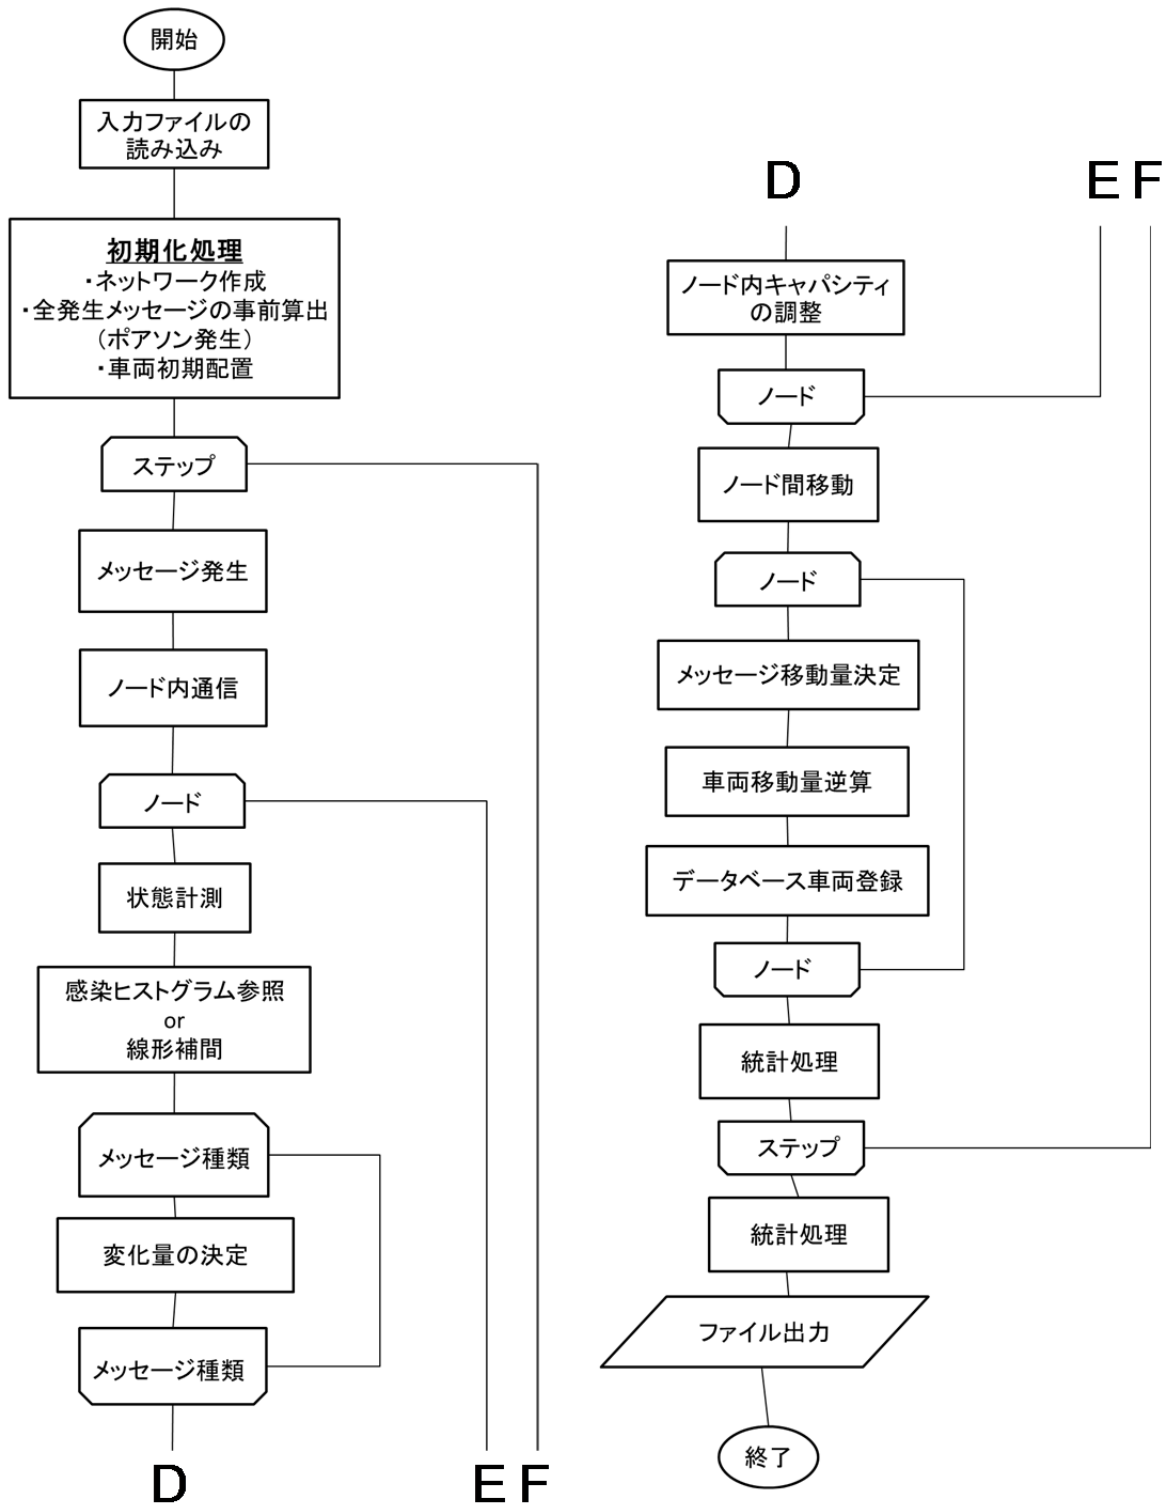 開始
入力ファイルの
読み込み
初期化処理
・ネットワーク作成
・全発生メッセージの事前算出
（ポアソン発生）
・車両初期配置
ステップ
メッセージ発生
ノード内通信
ノード
状態計測
感染ヒストグラム参照
or
線形補間
メッセージ種類
変化量の決定
メッセージ種類
D
E
F
D
E
F
ノード内キャパシティ
の調整
ノード
ノード間移動
ノード
メッセージ移動量決定
車両移動量逆算
データベース車両登録
ノード
統計処理
ステップ
統計処理
ファイル出力
終了